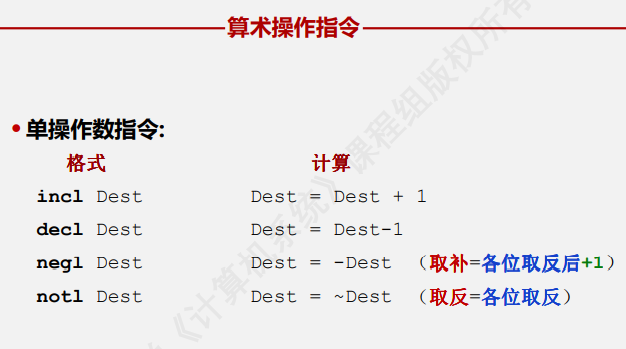 算术操作指令
• 单操作数指令:
格式 计算
incl Dest Dest = Dest + 1
decl Dest Dest = Dest-1
negl Dest Dest = -Dest （取补=各位取反后+1）
notl Dest Dest = ~Dest （取反=各位取反）
《计算机系统》课程组版权所有